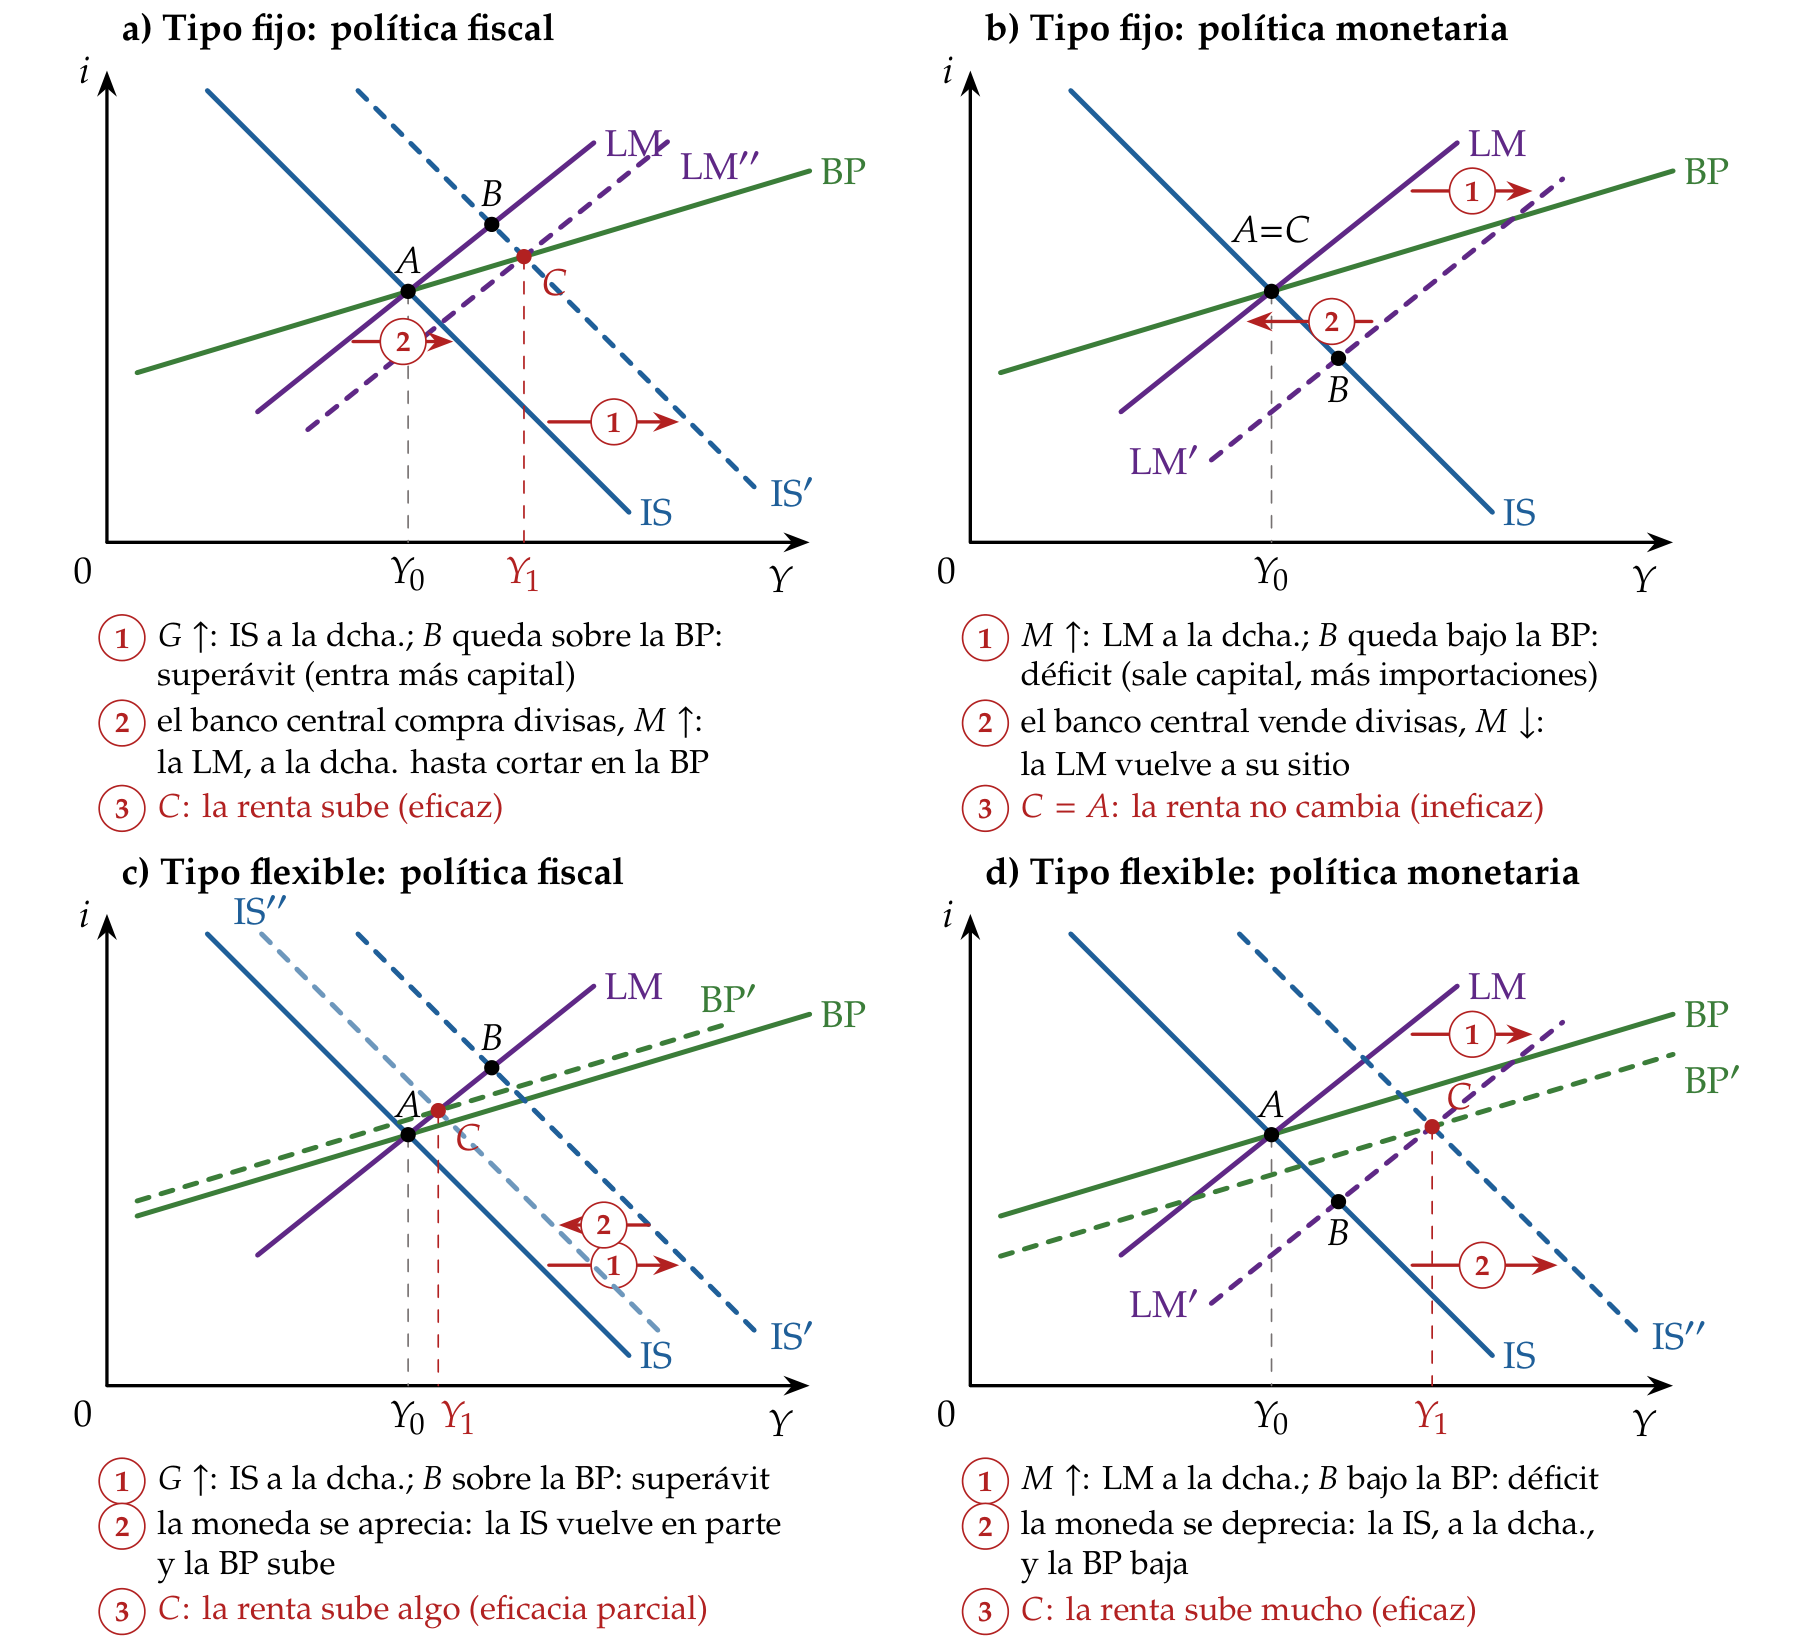 a) Tipo fijo: política fiscal
i
LM
LM′′
BP
B
A
C
2
1
IS′
IS
0
Y0
Y1
Y
1 G ↑: IS a la dcha.; B queda sobre la BP:
superávit (entra más capital)
2 el banco central compra divisas, M ↑:
la LM, a la dcha. hasta cortar en la BP
3 C: la renta sube (eficaz)
b) Tipo fijo: política monetaria
i
LM
BP
1
A=C
2
B
LM′
IS
0
Y0
Y
1 M ↑: LM a la dcha.; B queda bajo la BP:
déficit (sale capital, más importaciones)
2 el banco central vende divisas, M ↓:
la LM vuelve a su sitio
3 C = A: la renta no cambia (ineficaz)
c) Tipo flexible: política fiscal
IS′′
i
LM
BP′
BP
B
A
C
2
1
IS′
IS
0
Y0
Y1
Y
1 G ↑: IS a la dcha.; B sobre la BP: superávit
2 la moneda se aprecia: la IS vuelve en parte
y la BP sube
3 C: la renta sube algo (eficacia parcial)
d) Tipo flexible: política monetaria
i
LM
BP
1
BP′
A
C
B
2
LM′
IS′′
IS
0
Y0
Y1
Y
1 M ↑: LM a la dcha.; B bajo la BP: déficit
2 la moneda se deprecia: la IS, a la dcha.,
y la BP baja
3 C: la renta sube mucho (eficaz)